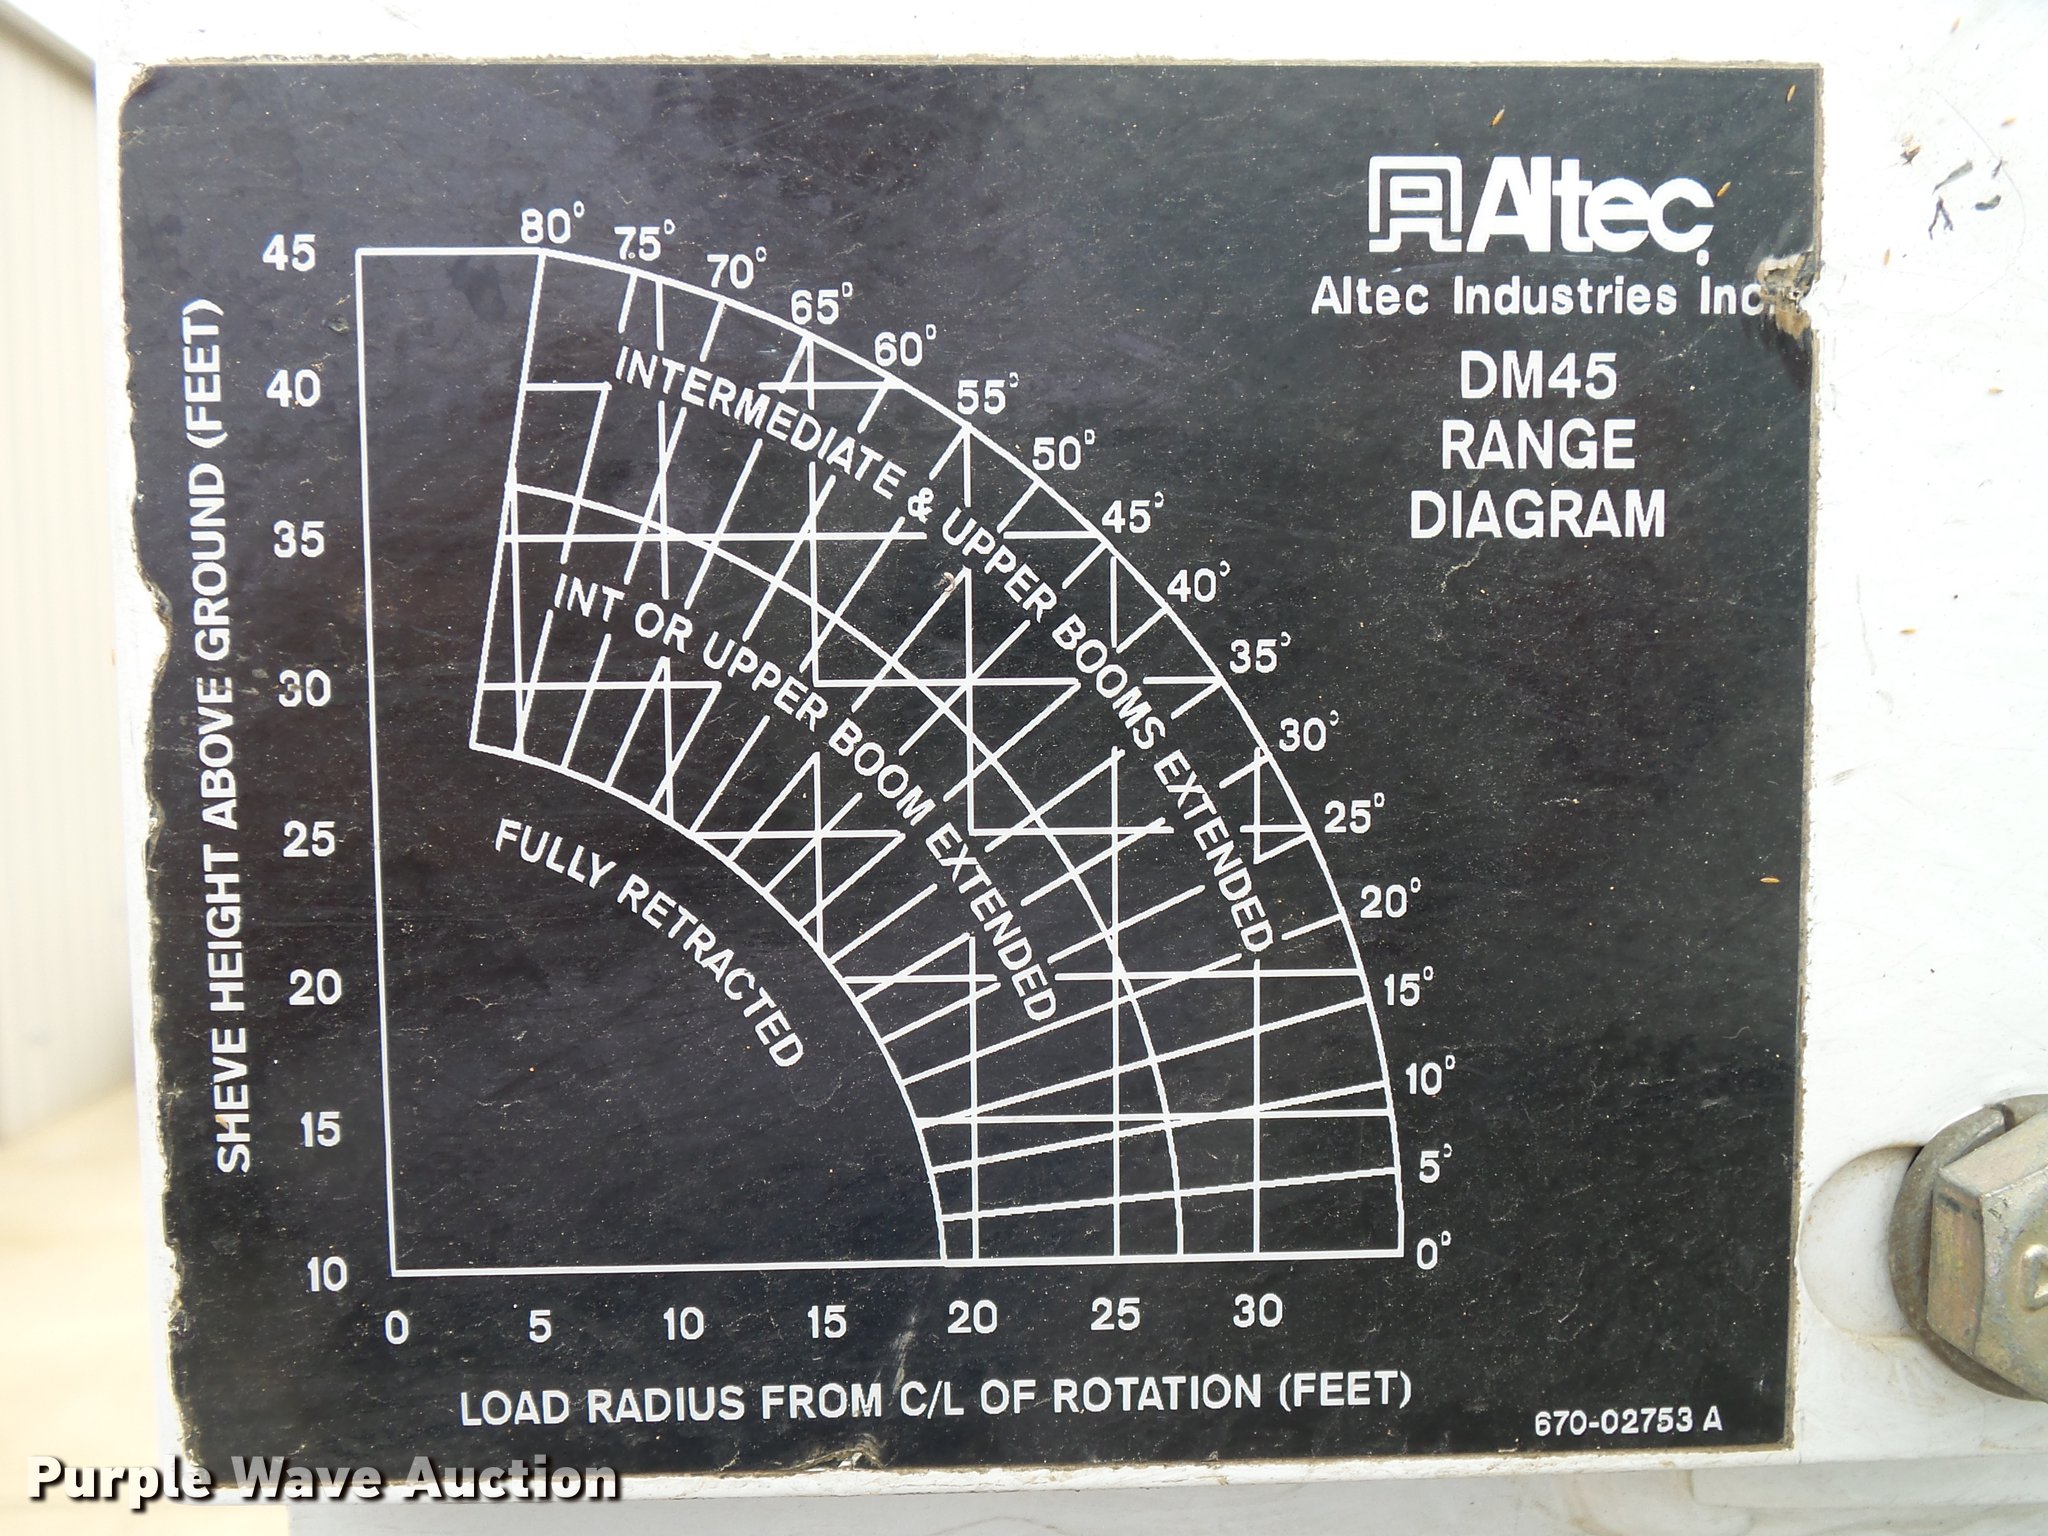 Altec
Altec Industries Inc.
DM45
RANGE
DIAGRAM
SHEVE HEIGHT ABOVE GROUND (FEET)
45
40
35
30
25
20
15
10
80°
75°
70°
65°
60°
55°
50°
45°
40°
35°
30°
25°
20°
15°
10°
5°
0°
INTERMEDIATE & UPPER BOOMS EXTENDED
INT OR UPPER BOOM EXTENDED
FULLY RETRACTED
0 5 10 15 20 25 30
LOAD RADIUS FROM C/L OF ROTATION (FEET)
670-02753 A
Purple Wave Auction